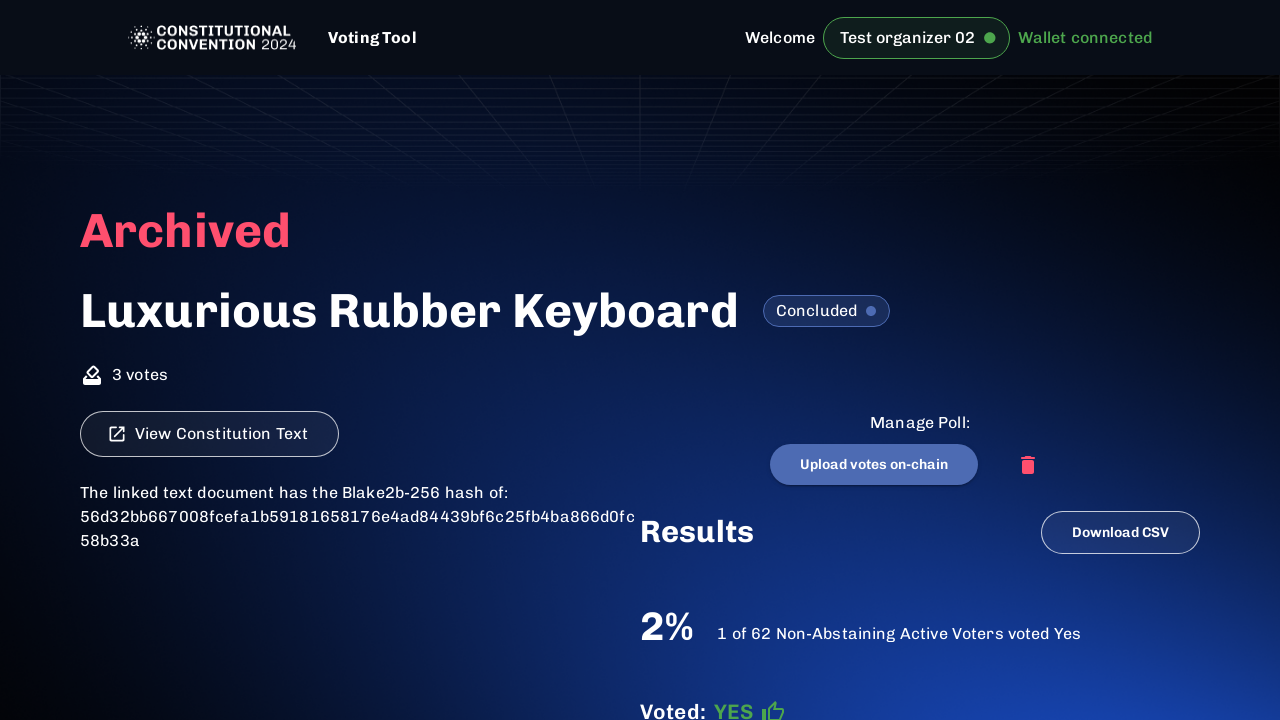 CONSTITUTIONAL
CONVENTION 2024
Voting Tool
Welcome
Test organizer 02
Wallet connected
Archived
Luxurious Rubber Keyboard
Concluded
3 votes
View Constitution Text
Manage Poll:
Upload votes on-chain
The linked text document has the Blake2b-256 hash of:
56d32bb667008fcefa1b59181658176e4ad84439bf6c25fb4ba866d0fc
58b33a
Results
Download CSV
2%
1 of 62 Non-Abstaining Active Voters voted Yes
Voted: YES